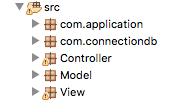 src
com.application
com.connectiondb
Controller
Model
View